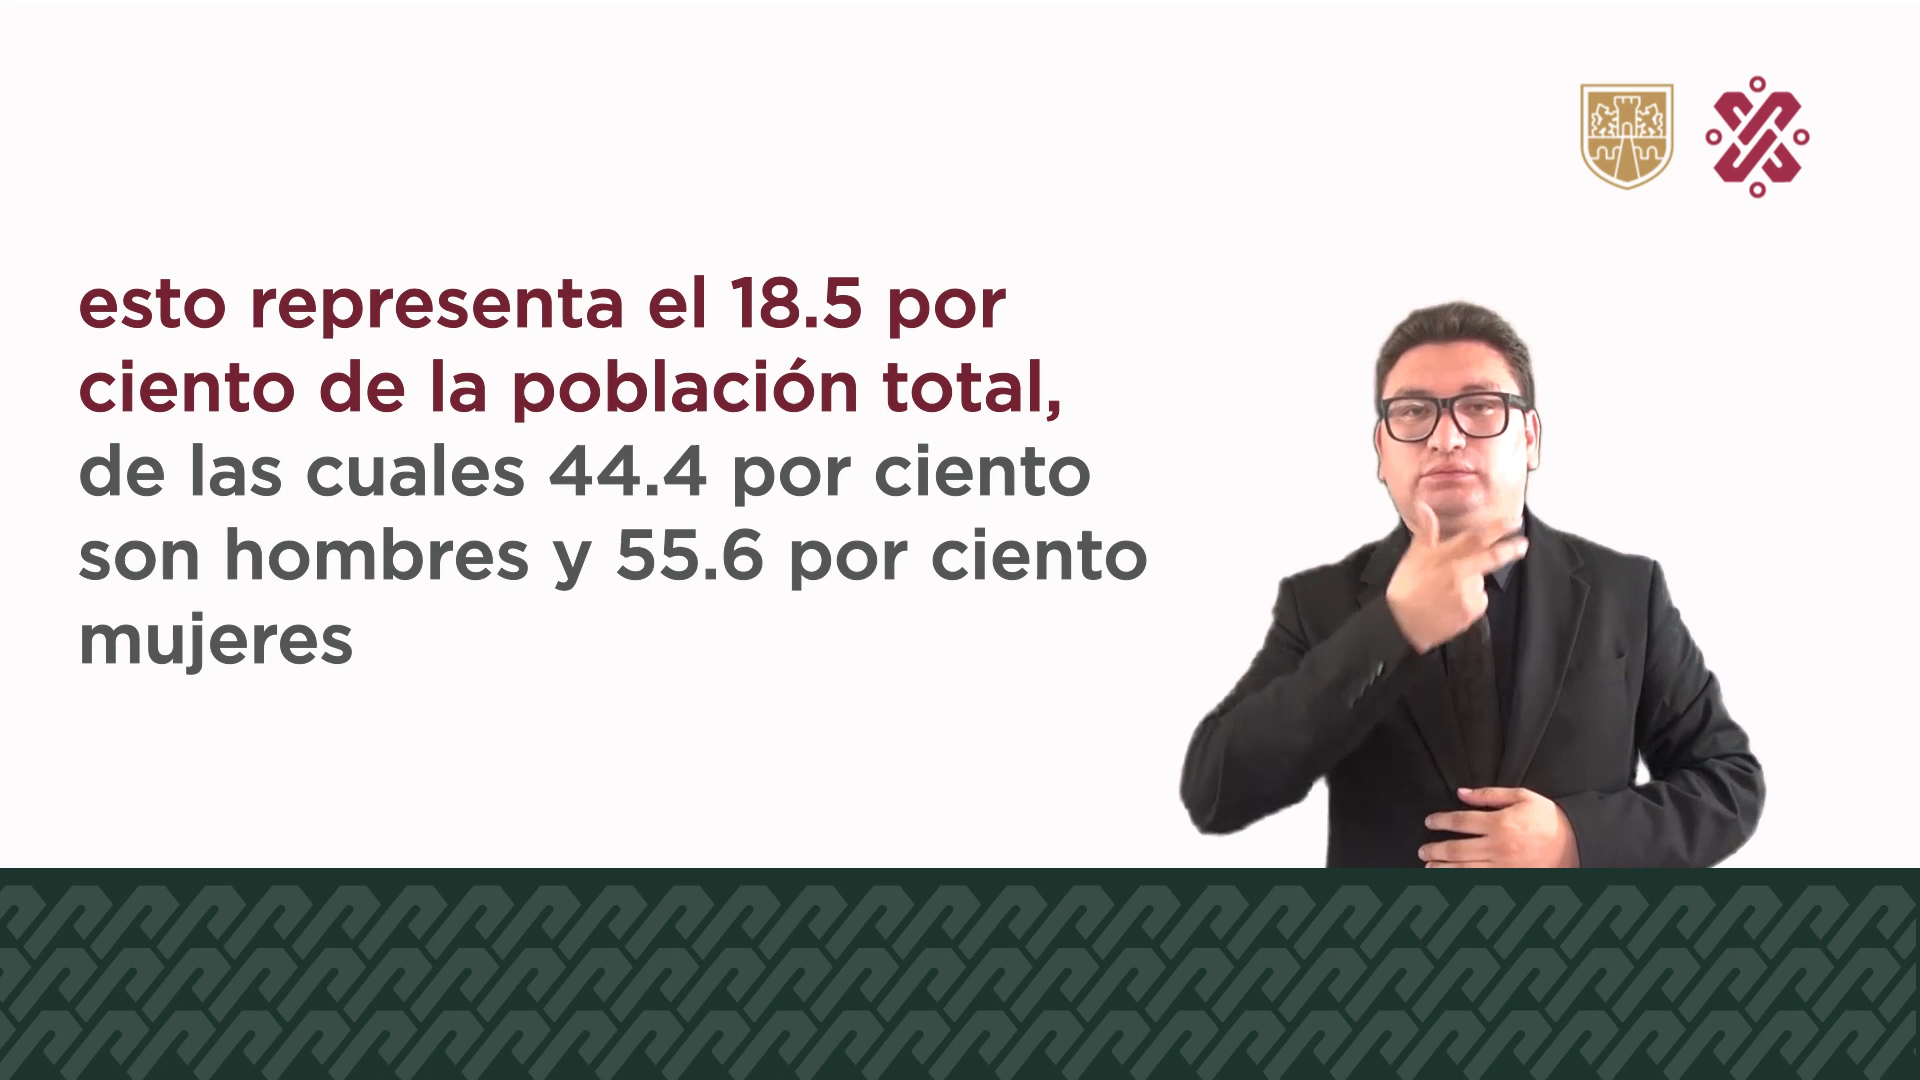 esto representa el 18.5 por
ciento de la población total,
de las cuales 44.4 por ciento
son hombres y 55.6 por ciento
mujeres